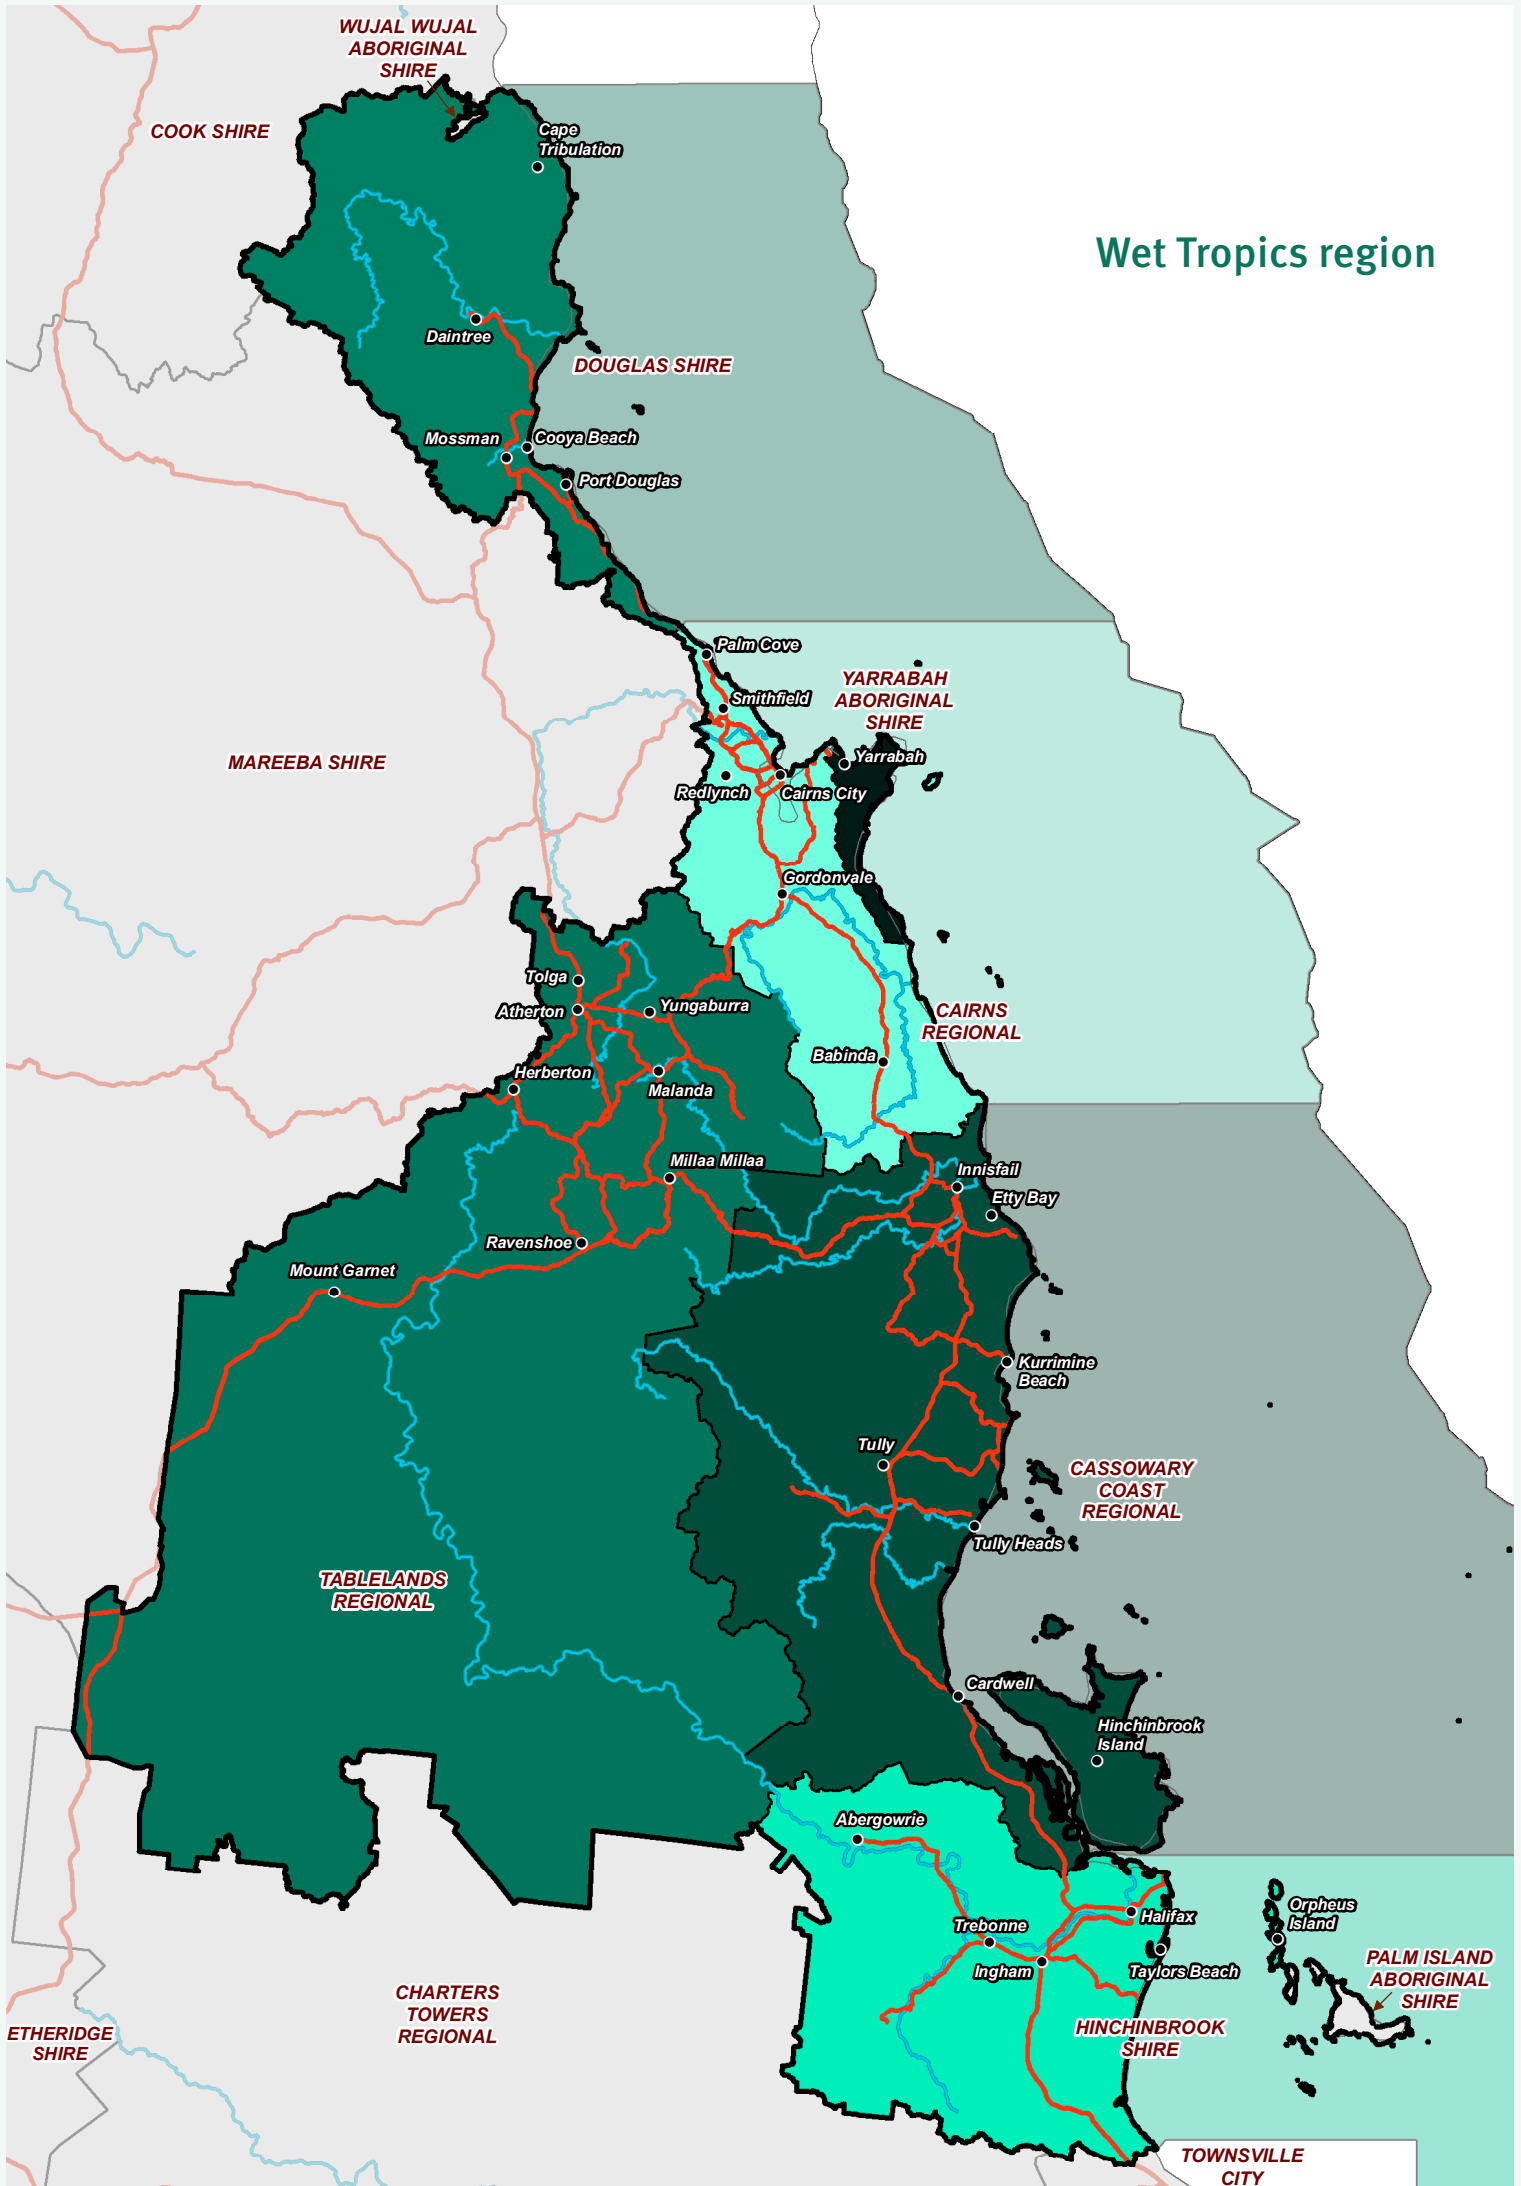 WUJAL WUJAL
ABORIGINAL
SHIRE
COOK SHIRE
Cape
Tribulation
Wet Tropics region
Daintree
DOUGLAS SHIRE
Mossman
Cooya Beach
Port Douglas
Palm Cove
YARRABAH
ABORIGINAL
SHIRE
Smithfield
MAREEBA SHIRE
Yarrabah
Redlynch
Cairns City
Gordonvale
Tolga
Atherton
Yungaburra
CAIRNS
REGIONAL
Babinda
Herberton
Malanda
Millaa Millaa
Innisfail
Etty Bay
Ravenshoe
Mount Garnet
Kurrimine
Beach
Tully
CASSOWARY
COAST
REGIONAL
Tully Heads
TABLELANDS
REGIONAL
Cardwell
Hinchinbrook
Island
Abergowrie
Orpheus
Island
Halifax
Trebonne
Ingham
Taylors Beach
PALM ISLAND
ABORIGINAL
SHIRE
CHARTERS
TOWERS
REGIONAL
ETHERIDGE
SHIRE
HINCHINBROOK
SHIRE
TOWNSVILLE
CITY